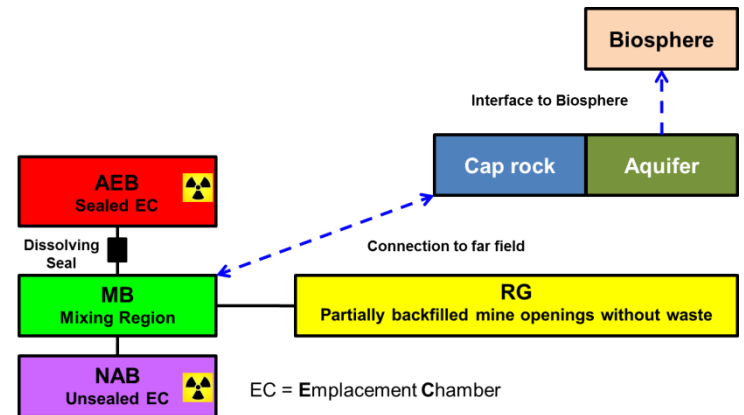 Biosphere
Interface to Biosphere
Cap rock
Aquifer
AEB
Sealed EC
Dissolving
Seal
Connection to far field
MB
Mixing Region
RG
Partially backfilled mine openings without waste
NAB
Unsealed EC
EC = Emplacement Chamber